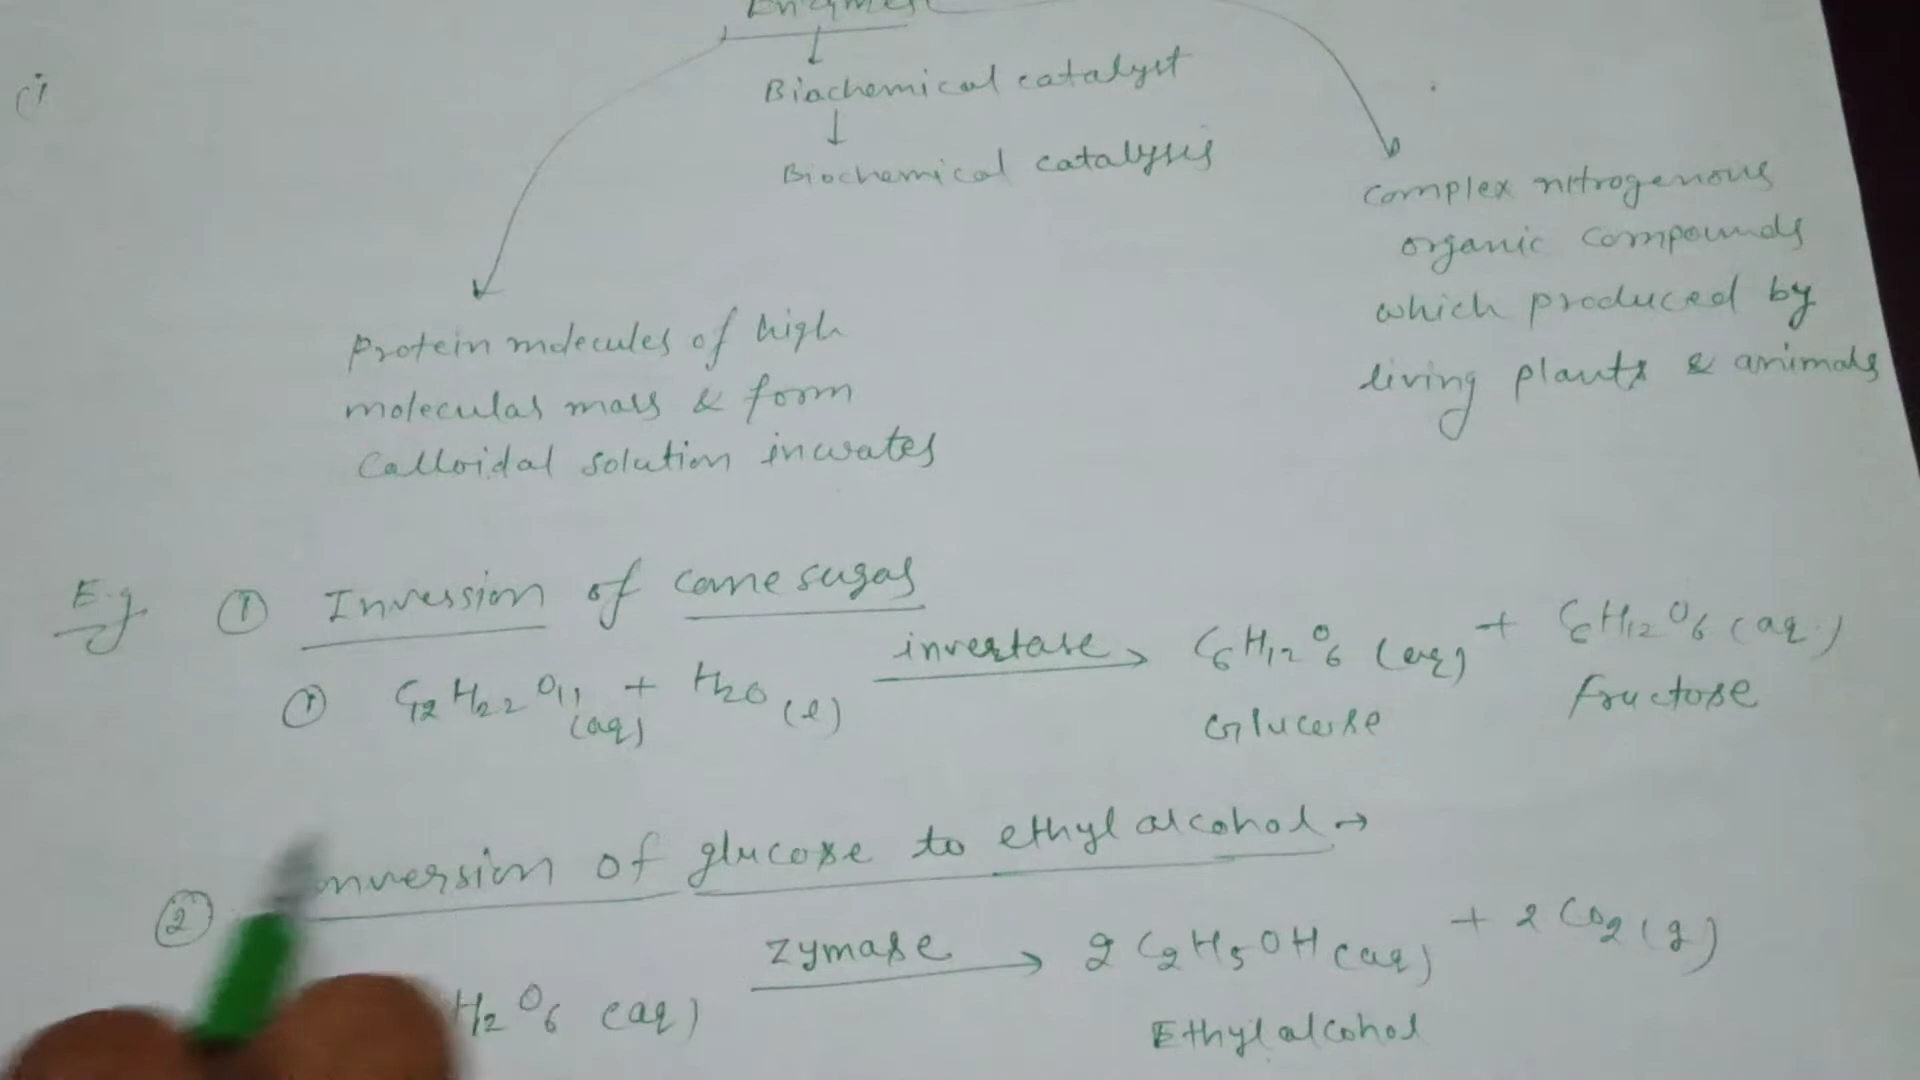 Biochemical catalyst
Biochemical catalysis
Complex nitrogenous
organic compounds
which produced by
living plants & animals
Protein molecules of high
molecular mass & form
Colloidal solution in water
E.g ① Inversion of cane sugar
① C12H22O11 (aq) + H2O (l) invertase → C6H12O6 (aq) + C6H12O6 (aq.)
Glucose
fructose
② nversion of glucose to ethyl alcohol →
H2O6 (aq) zymase → 2 C2H5OH (aq) + 2 CO2 (g)
Ethyl alcohol